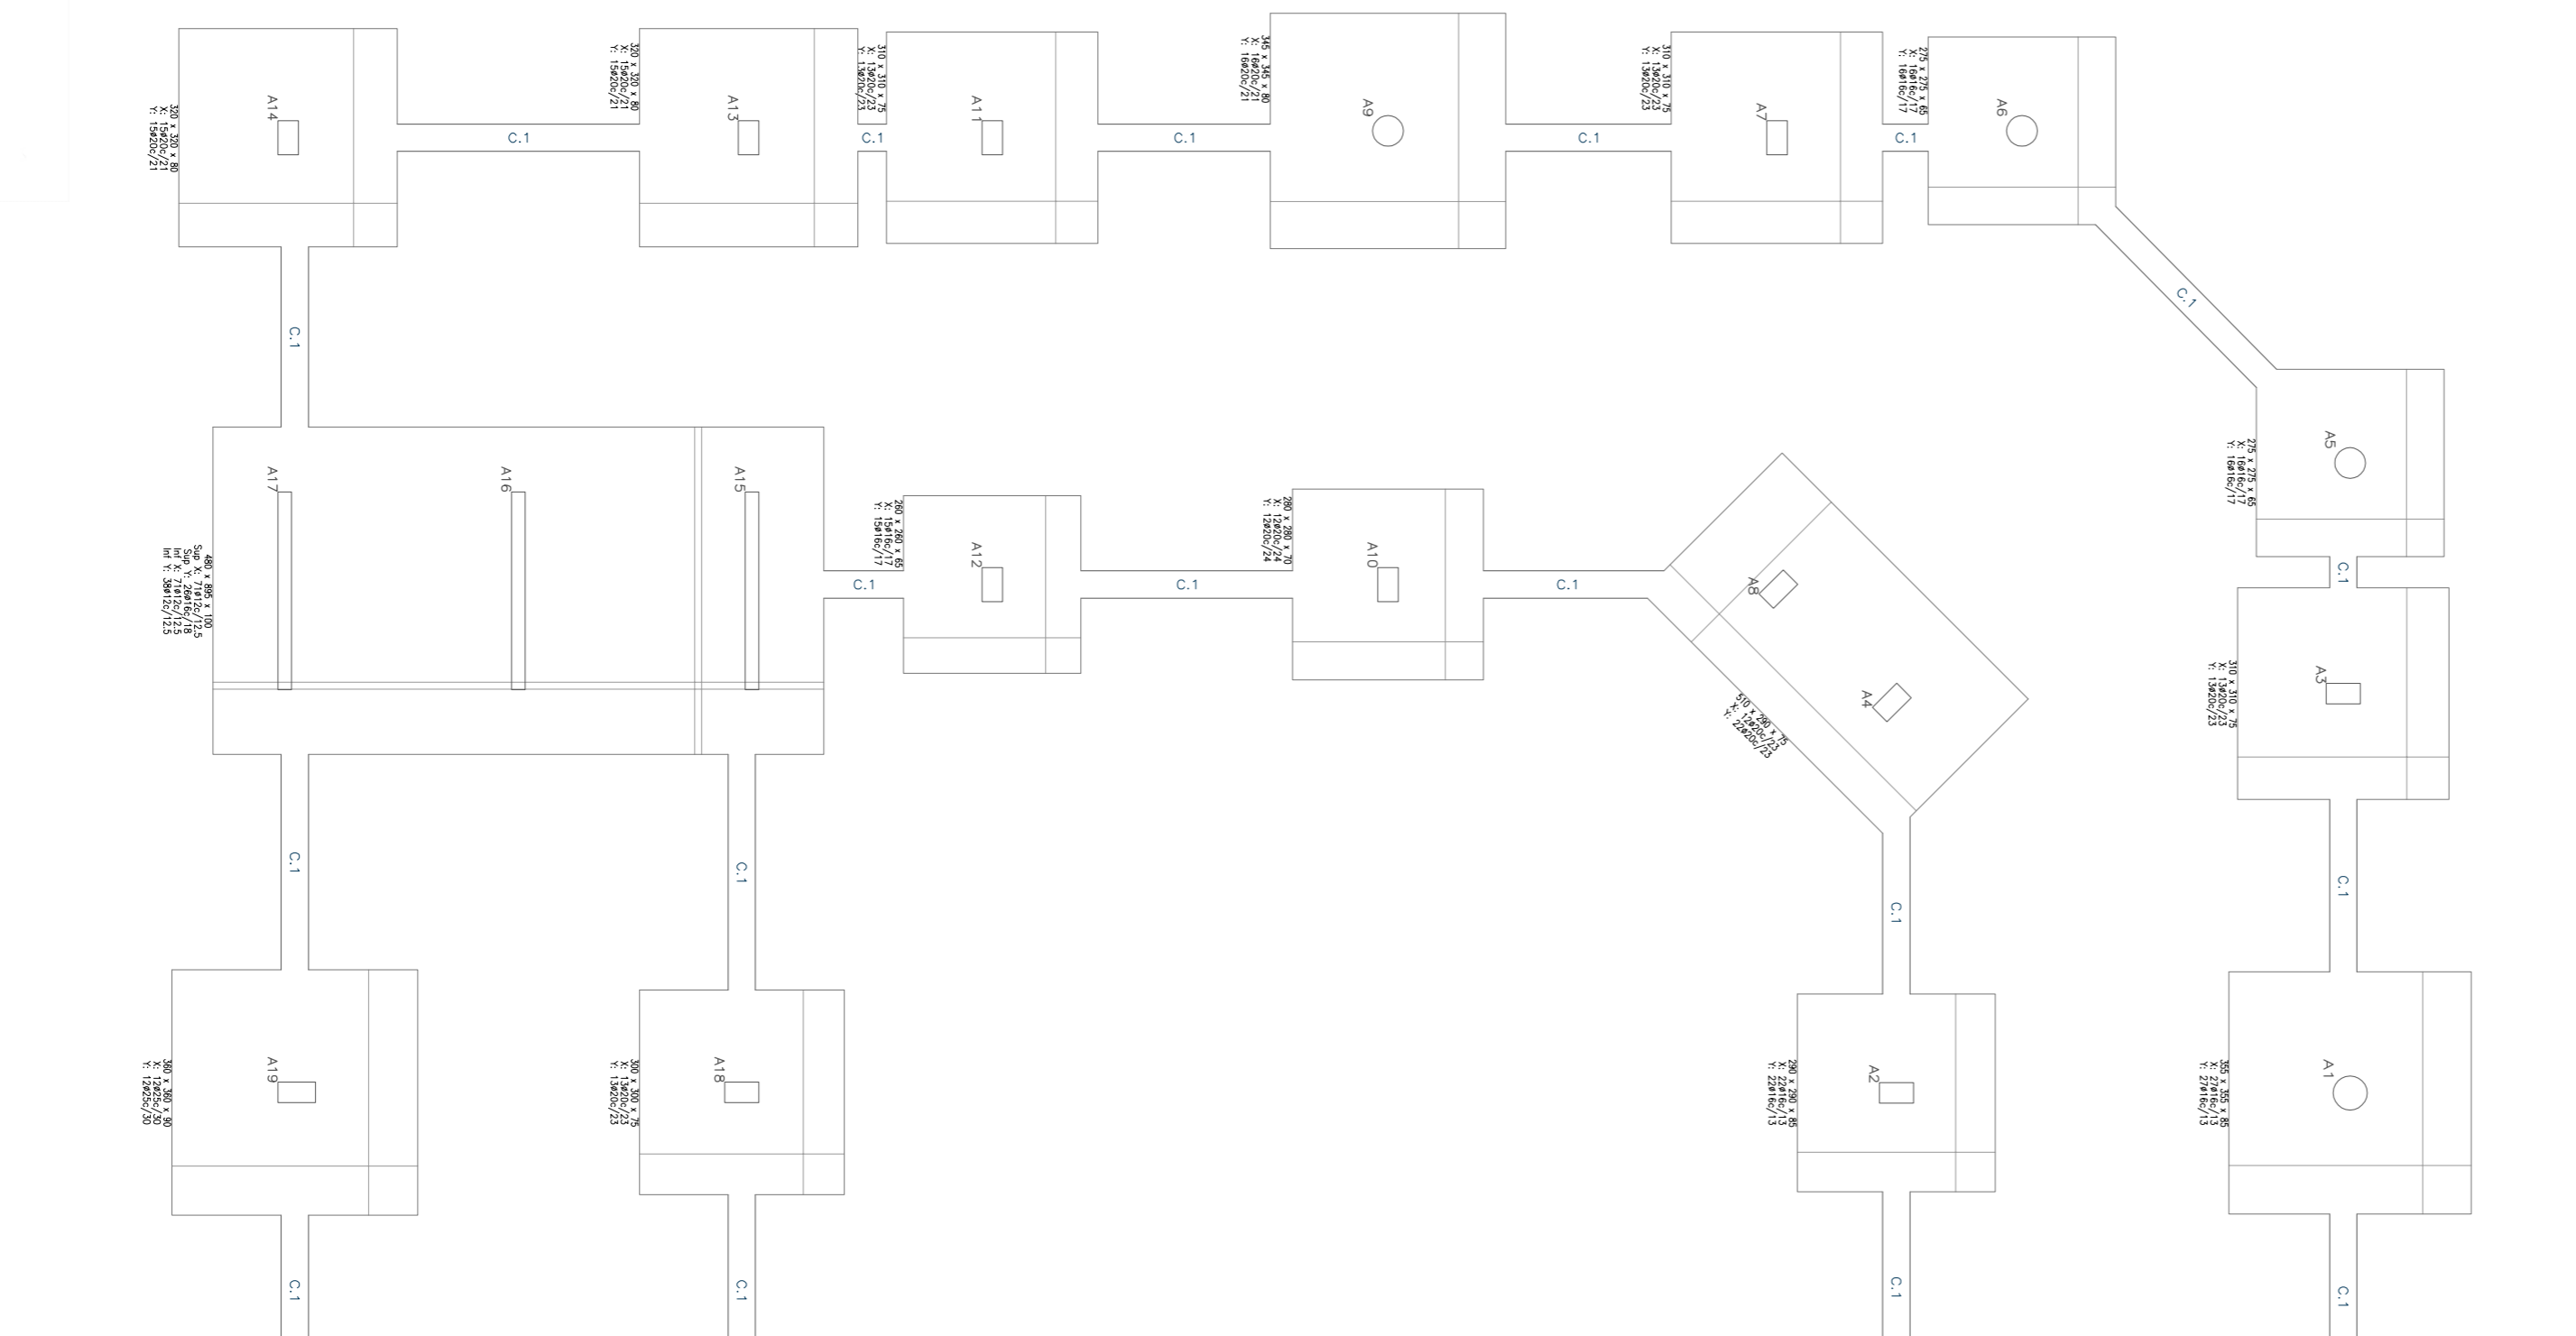 A14
320 x 320 x 80
X: 15ø20c/21
Y: 15ø20c/21
C.1
A13
320 x 320 x 80
X: 15ø20c/21
Y: 15ø20c/21
C.1
A11
310 x 310 x 75
X: 13ø20c/23
Y: 13ø20c/23
C.1
A9
345 x 345 x 80
X: 16ø20c/21
Y: 16ø20c/21
C.1
A7
310 x 310 x 75
X: 13ø20c/23
Y: 13ø20c/23
C.1
A6
275 x 275 x 65
X: 16ø16c/17
Y: 16ø16c/17
C.1
C.1
A5
275 x 275 x 65
X: 16ø16c/17
Y: 16ø16c/17
C.1
A17
A16
A15
480 x 895 x 100
Sup X: 71ø12c/12.5
Sup Y: 26ø16c/18
Inf X: 71ø12c/12.5
Inf Y: 38ø12c/12.5
C.1
A12
260 x 260 x 65
X: 15ø16c/17
Y: 15ø16c/17
C.1
A10
280 x 280 x 70
X: 12ø20c/24
Y: 12ø20c/24
C.1
A8
A4
510 x 290 x 75
X: 12ø20c/23
Y: 22ø20c/23
A3
310 x 310 x 75
X: 13ø20c/23
Y: 13ø20c/23
C.1
C.1
C.1
C.1
A19
360 x 360 x 90
X: 12ø25c/30
Y: 12ø25c/30
A18
300 x 300 x 75
X: 13ø20c/23
Y: 13ø20c/23
A2
290 x 290 x 85
X: 22ø16c/13
Y: 22ø16c/13
A1
355 x 355 x 85
X: 27ø16c/13
Y: 27ø16c/13
C.1
C.1
C.1
C.1